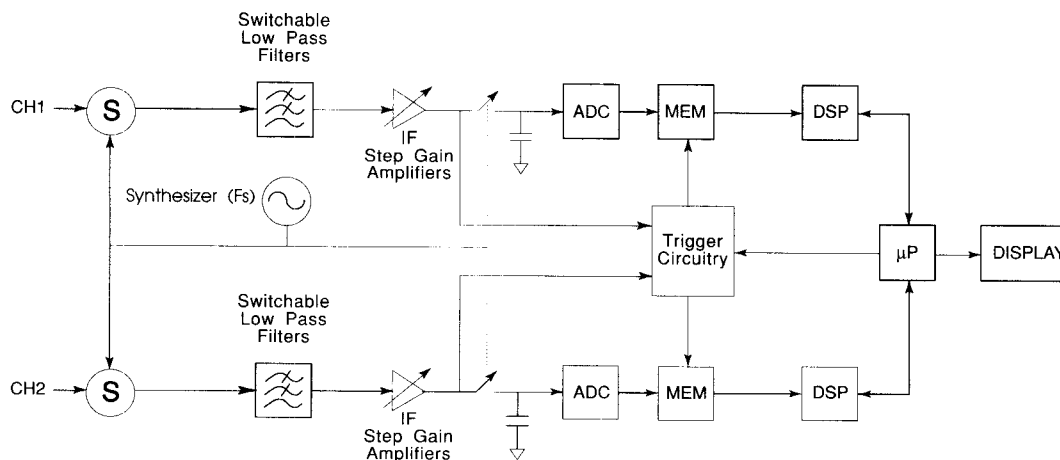 Switchable
Low Pass
Filters
CH1
S
IF
Step Gain
Amplifiers
ADC
MEM
DSP
Synthesizer (Fs)
Trigger
Circuitry
µP
DISPLAY
Switchable
Low Pass
Filters
CH2
S
IF
Step Gain
Amplifiers
ADC
MEM
DSP